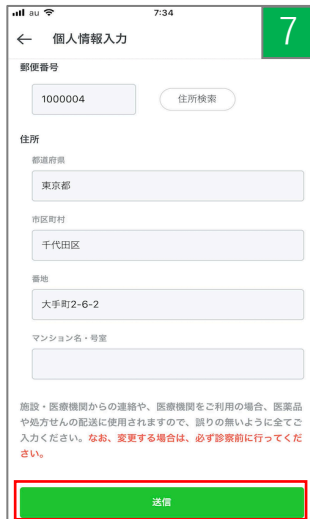 au 7:34
← 個人情報入力
7
郵便番号
1000004 住所検索
住所
都道府県
東京都
市区町村
千代田区
番地
大手町2-6-2
マンション名・号室
施設・医療機関からの連絡や、医療機関をご利用の場合、医薬品
や処方せんの配送に使用されますので、誤りの無いように全てご
入力ください。なお、変更する場合は、必ず診察前に行ってくだ
さい。
送信